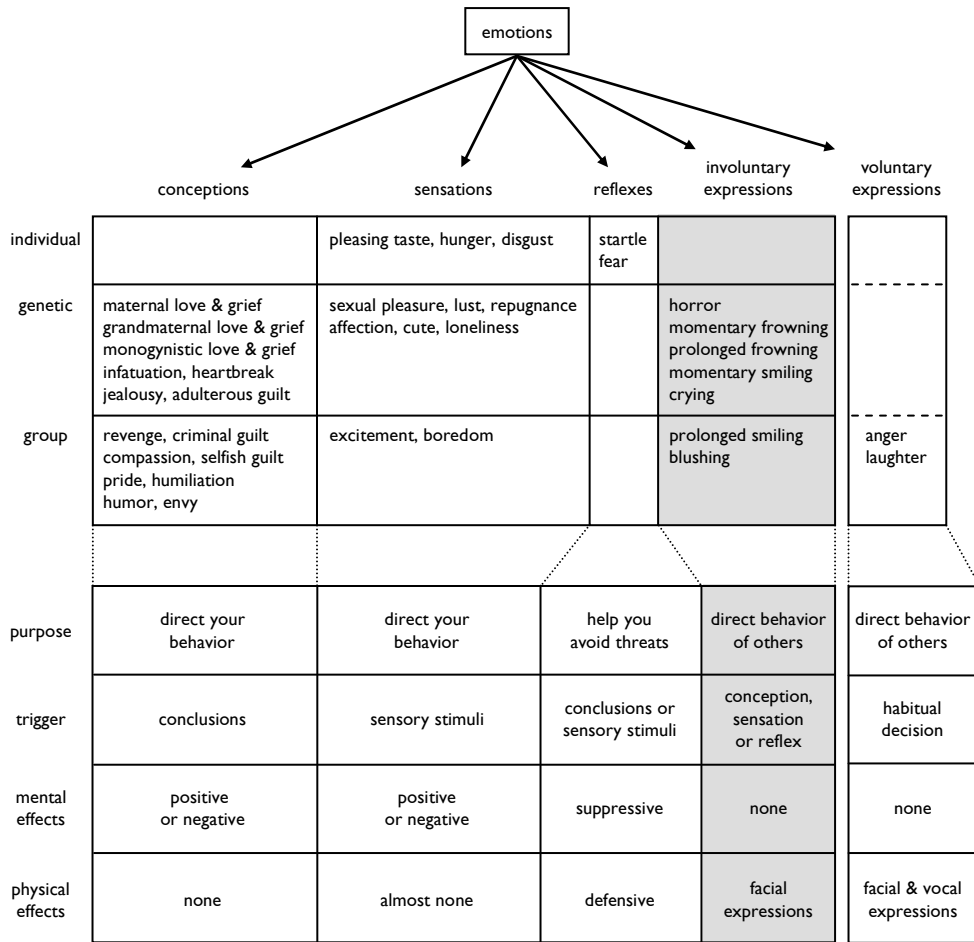 emotions
conceptions
sensations
reflexes
involuntary
expressions
voluntary
expressions
individual
pleasing taste, hunger, disgust
startle
fear
genetic
maternal love & grief
grandmaternal love & grief
monogynistic love & grief
infatuation, heartbreak
jealousy, adulterous guilt
sexual pleasure, lust, repugnance
affection, cute, loneliness
horror
momentary frowning
prolonged frowning
momentary smiling
crying
group
revenge, criminal guilt
compassion, selfish guilt
pride, humiliation
humor, envy
excitement, boredom
prolonged smiling
blushing
anger
laughter
purpose
direct your
behavior
direct your
behavior
help you
avoid threats
direct behavior
of others
direct behavior
of others
trigger
conclusions
sensory stimuli
conclusions or
sensory stimuli
conception,
sensation
or reflex
habitual
decision
mental
effects
positive
or negative
positive
or negative
suppressive
none
none
physical
effects
none
almost none
defensive
facial
expressions
facial & vocal
expressions